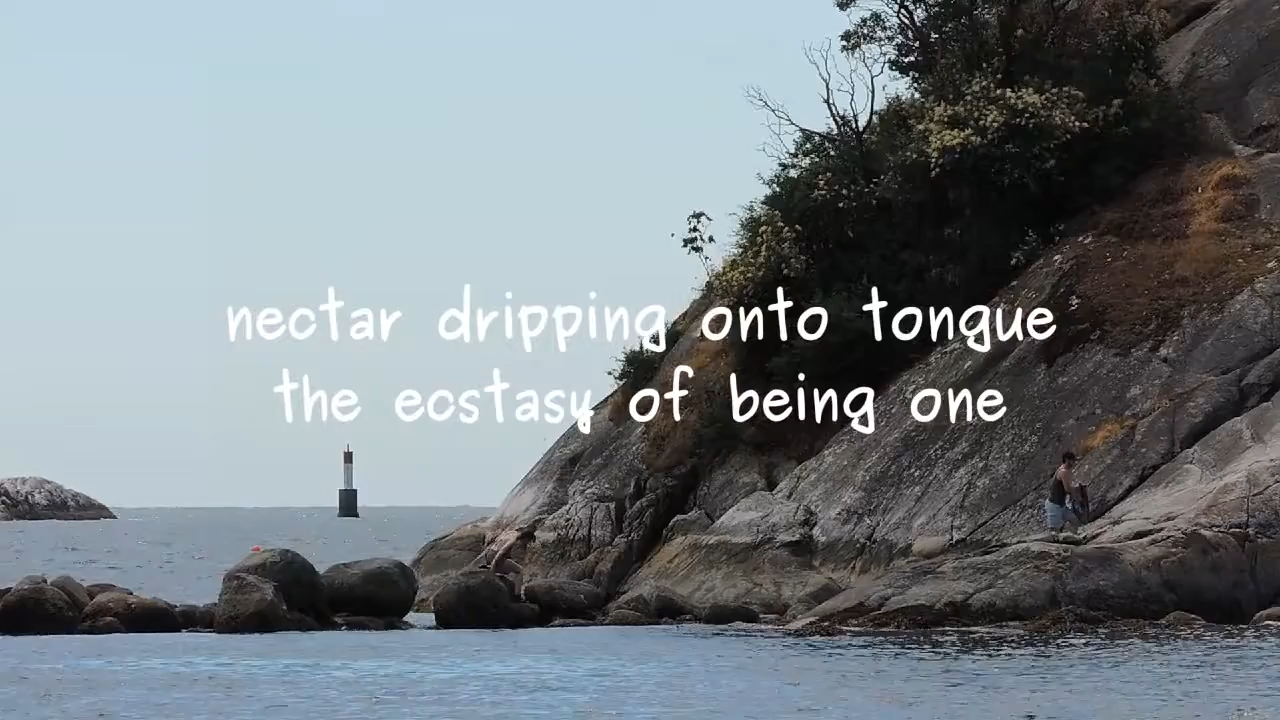 nectar dripping onto tongue
the ecstasy of being one